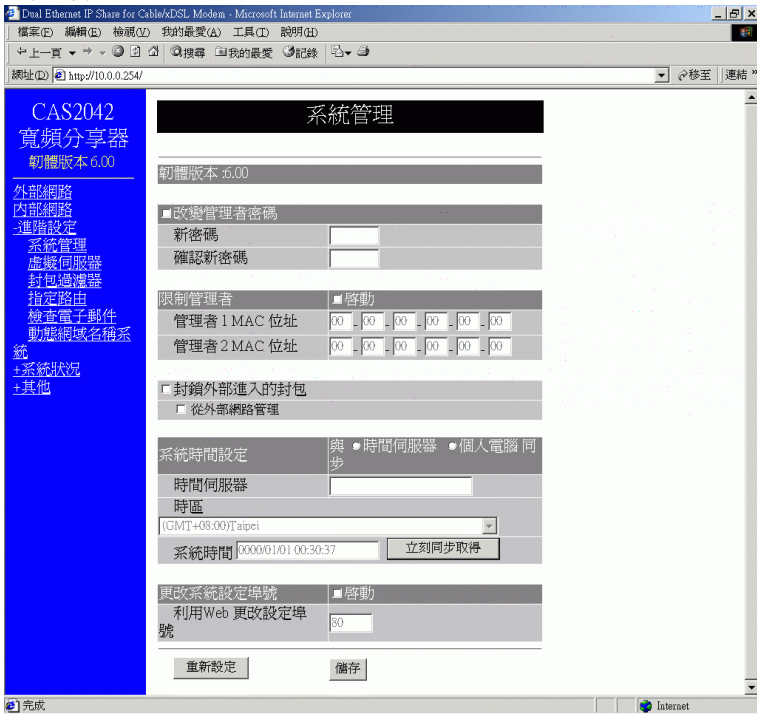 Dual Ethernet IP Share for Cable/xDSL Modem - Microsoft Internet Explorer
檔案(F) 編輯(E) 檢視(V) 我的最愛(A) 工具(T) 說明(H)
上一頁 搜尋 我的最愛 記錄
網址(D) http://10.0.0.254/ 移至 連結 »
CAS2042
寬頻分享器
韌體版本 6.00
外部網路
內部網路
-進階設定
系統管理
虛擬伺服器
封包過濾器
指定路由
檢查電子郵件
動態網域名稱系
統
+系統狀況
+其他
系統管理
韌體版本 :6.00
改變管理者密碼
新密碼
確認新密碼
限制管理者 啓動
管理者 1 MAC 位址 00 - 00 - 00 - 00 - 00 - 00
管理者 2 MAC 位址 00 - 00 - 00 - 00 - 00 - 00
封鎖外部進入的封包
從外部網路管理
系統時間設定 與 時間伺服器 個人電腦 同
步
時間伺服器
時區
(GMT+08:00)Taipei
系統時間 0000/01/01 00:30:37 立刻同步取得
更改系統設定埠號 啓動
利用Web 更改設定埠
號 80
重新設定 儲存
完成 Internet